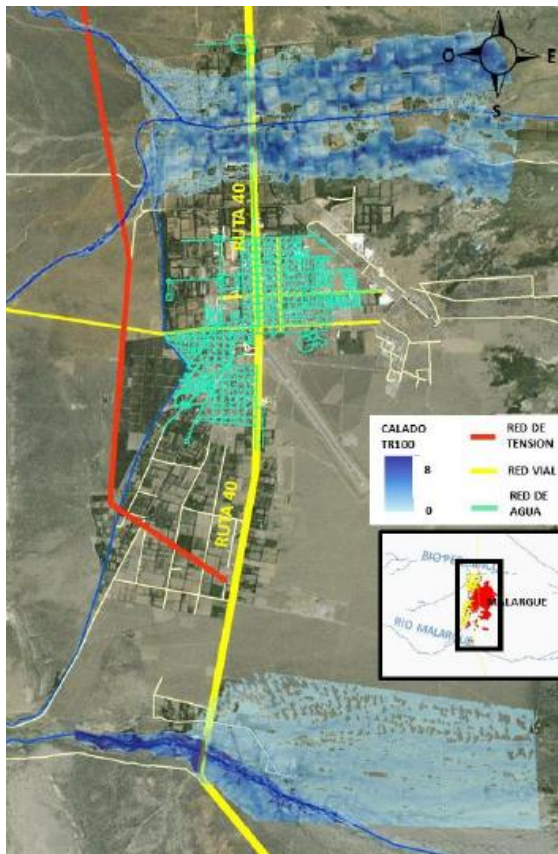 O
E
S
RUTA 40
RUTA 40
CALADO
TR100
8
0
RED DE
TENSION
RED VIAL
RED DE
AGUA
MALARGUE
RIO MALARGUE